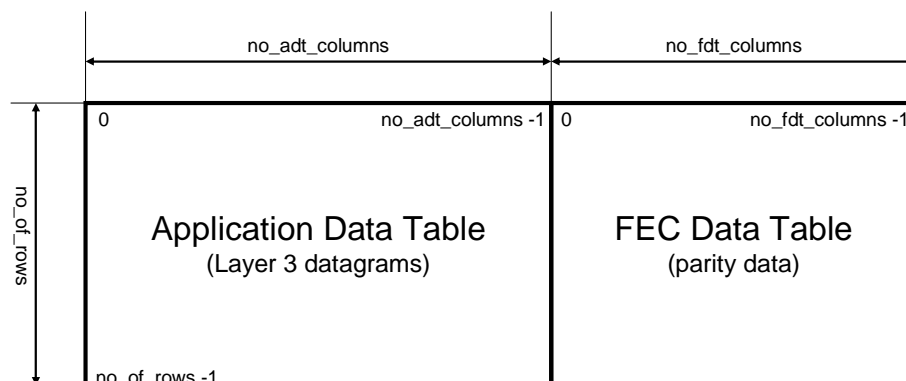 no_adt_columns
no_fdt_columns
0
no_adt_columns -1
0
no_fdt_columns -1
no_of_rows
Application Data Table
(Layer 3 datagrams)
FEC Data Table
(parity data)
no_of_rows -1